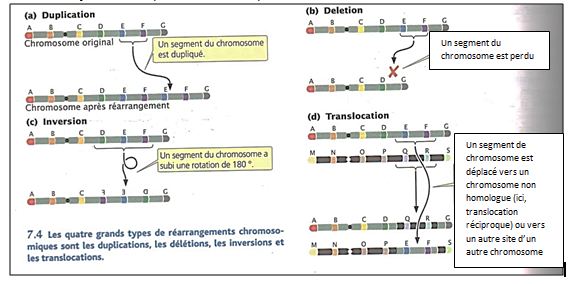 (a) Duplication
A B C D E F G
Chromosome original
Un segment du chromosome
est dupliqué.
A B C D E F E F G
Chromosome après réarrangement
(c) Inversion
A B C D E F G
Un segment du chromosome a
subi une rotation de 180 °.
A B C Ⅎ Ǝ ᗡ G
7.4 Les quatre grands types de réarrangements chromoso-
miques sont les duplications, les délétions, les inversions et
les translocations.
(b) Deletion
A B C D E F G
Un segment du
chromosome est perdu
A B C D G
(d) Translocation
A B C D E F G
M N O P Q R S
Un segment de
chromosome est
déplacé vers un
chromosome non
homologue (ici,
translocation
réciproque) ou vers
un autre site d'un
autre chromosome
A B C D Q R G
M N O P E F S